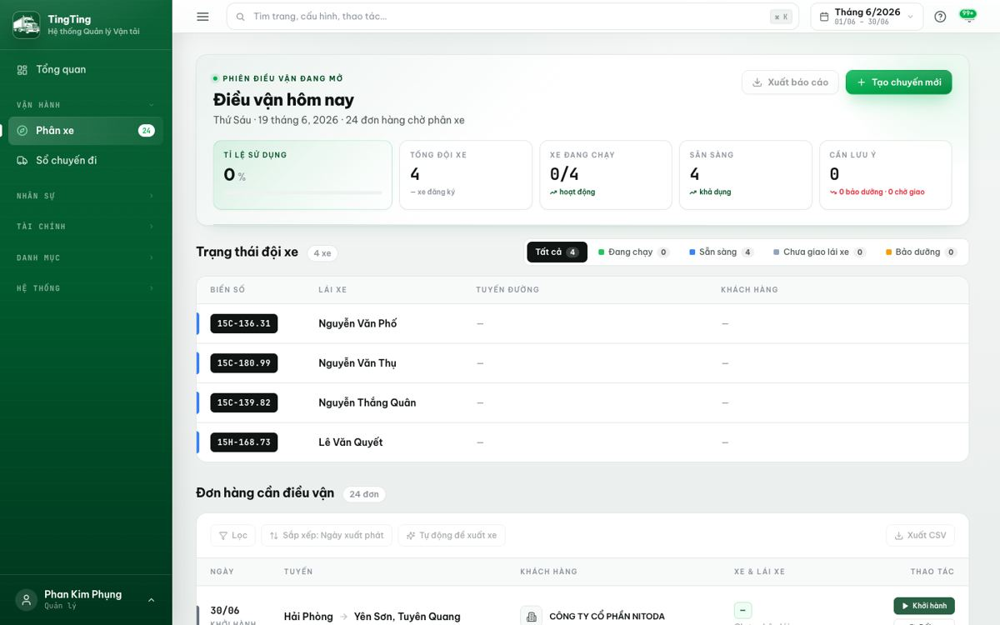 TingTing
Hệ thống Quản lý Vận tải
Tìm trang, cấu hình, thao tác...
⌘ K
Tháng 6/2026
01/06 – 30/06
99+
Tổng quan
VẬN HÀNH
Phân xe
24
Sổ chuyến đi
NHÂN SỰ
TÀI CHÍNH
DANH MỤC
HỆ THỐNG
Phan Kim Phụng
Quản lý
PHIÊN ĐIỀU VẬN ĐANG MỞ
Điều vận hôm nay
Thứ Sáu · 19 tháng 6, 2026 · 24 đơn hàng chờ phân xe
Xuất báo cáo
Tạo chuyến mới
TỈ LỆ SỬ DỤNG
0 %
TỔNG ĐỘI XE
4
— xe đăng ký
XE ĐANG CHẠY
0/4
hoạt động
SẴN SÀNG
4
khả dụng
CẦN LƯU Ý
0
0 bảo dưỡng · 0 chờ giao
Trạng thái đội xe 4 xe
Tất cả 4 Đang chạy 0 Sẵn sàng 4 Chưa giao lái xe 0 Bảo dưỡng 0
BIỂN SỐ LÁI XE TUYẾN ĐƯỜNG KHÁCH HÀNG
15C-136.31 Nguyễn Văn Phố — —
15C-180.99 Nguyễn Văn Thụ — —
15C-139.82 Nguyễn Thắng Quân — —
15H-168.73 Lê Văn Quyết — —
Đơn hàng cần điều vận 24 đơn
Lọc Sắp xếp: Ngày xuất phát Tự động đề xuất xe Xuất CSV
NGÀY TUYẾN KHÁCH HÀNG XE & LÁI XE THAO TÁC
30/06
KHỞI HÀNH
Hải Phòng → Yên Sơn, Tuyên Quang
CÔNG TY CỔ PHẦN NITODA
—
Khởi hành